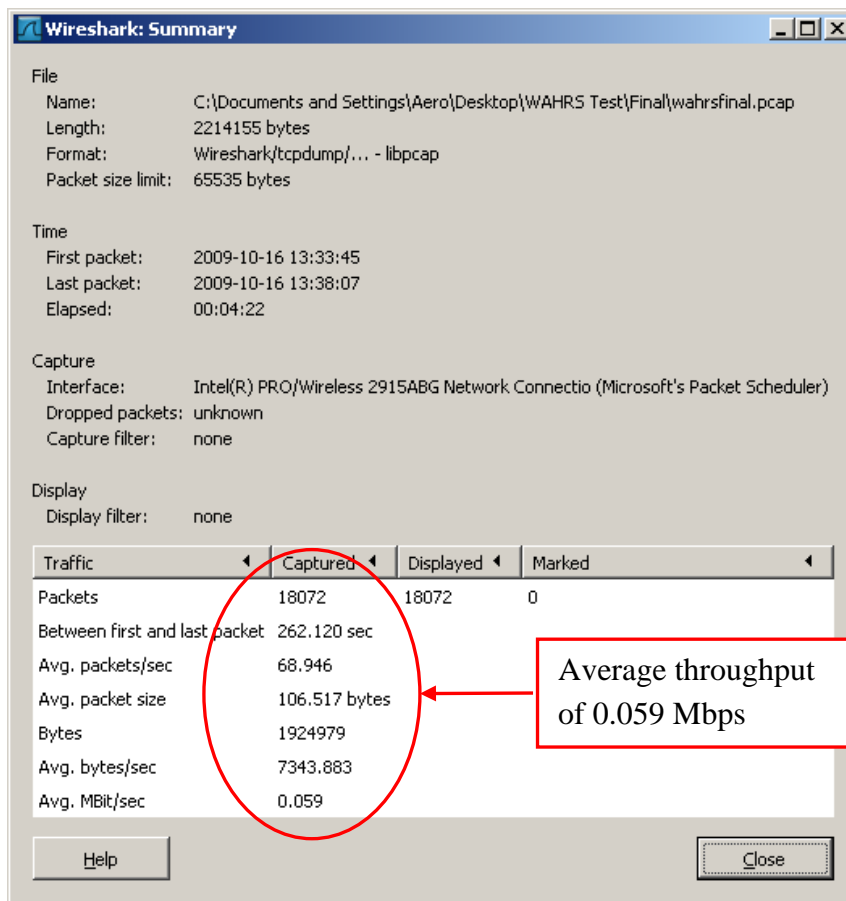 Wireshark: Summary
File
Name: C:\Documents and Settings\Aero\Desktop\WAHRS Test\Final\wahrsfinal.pcap
Length: 2214155 bytes
Format: Wireshark/tcpdump/... - libpcap
Packet size limit: 65535 bytes
Time
First packet: 2009-10-16 13:33:45
Last packet: 2009-10-16 13:38:07
Elapsed: 00:04:22
Capture
Interface: Intel(R) PRO/Wireless 2915ABG Network Connectio (Microsoft's Packet Scheduler)
Dropped packets: unknown
Capture filter: none
Display
Display filter: none
Traffic Captured Displayed Marked
Packets 18072 18072 0
Between first and last packet 262.120 sec
Avg. packets/sec 68.946
Avg. packet size 106.517 bytes
Bytes 1924979
Avg. bytes/sec 7343.883
Avg. MBit/sec 0.059
Average throughput
of 0.059 Mbps
Help Close